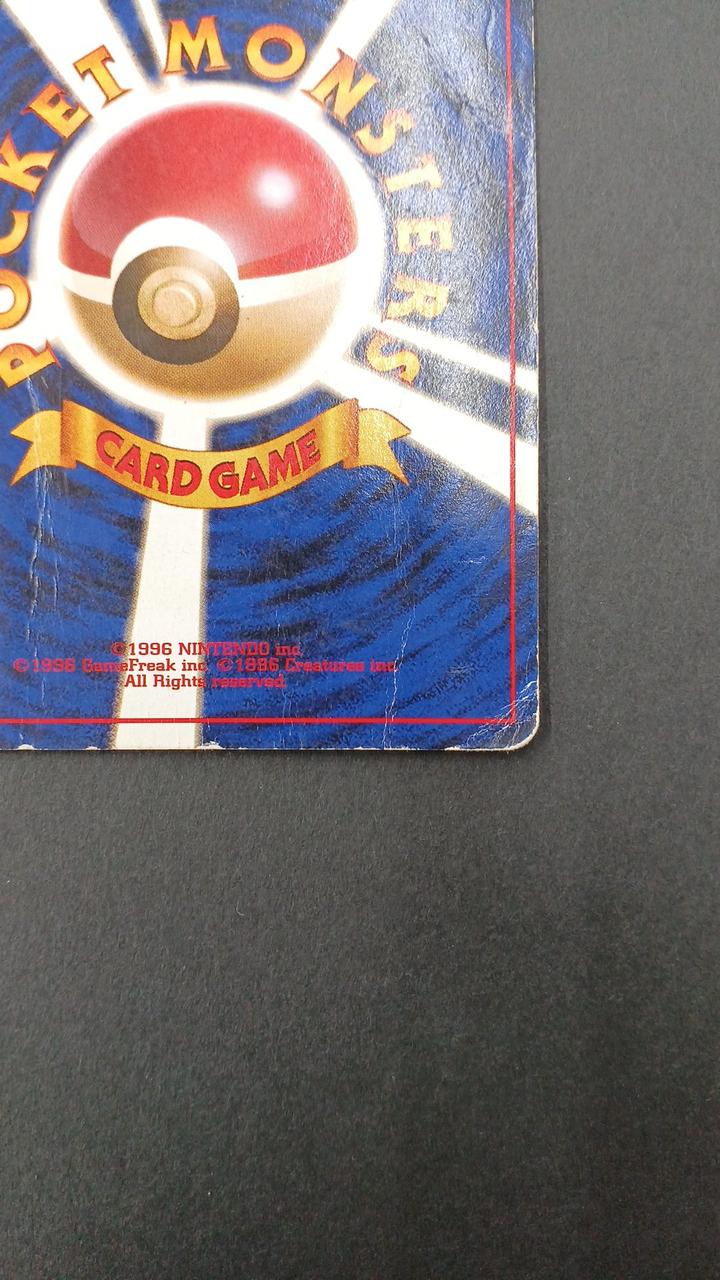 POCKET MONSTERS
CARD GAME
©1996 NINTENDO inc.
©1996 GameFreak inc. ©1996 Creatures inc.
All Rights reserved.